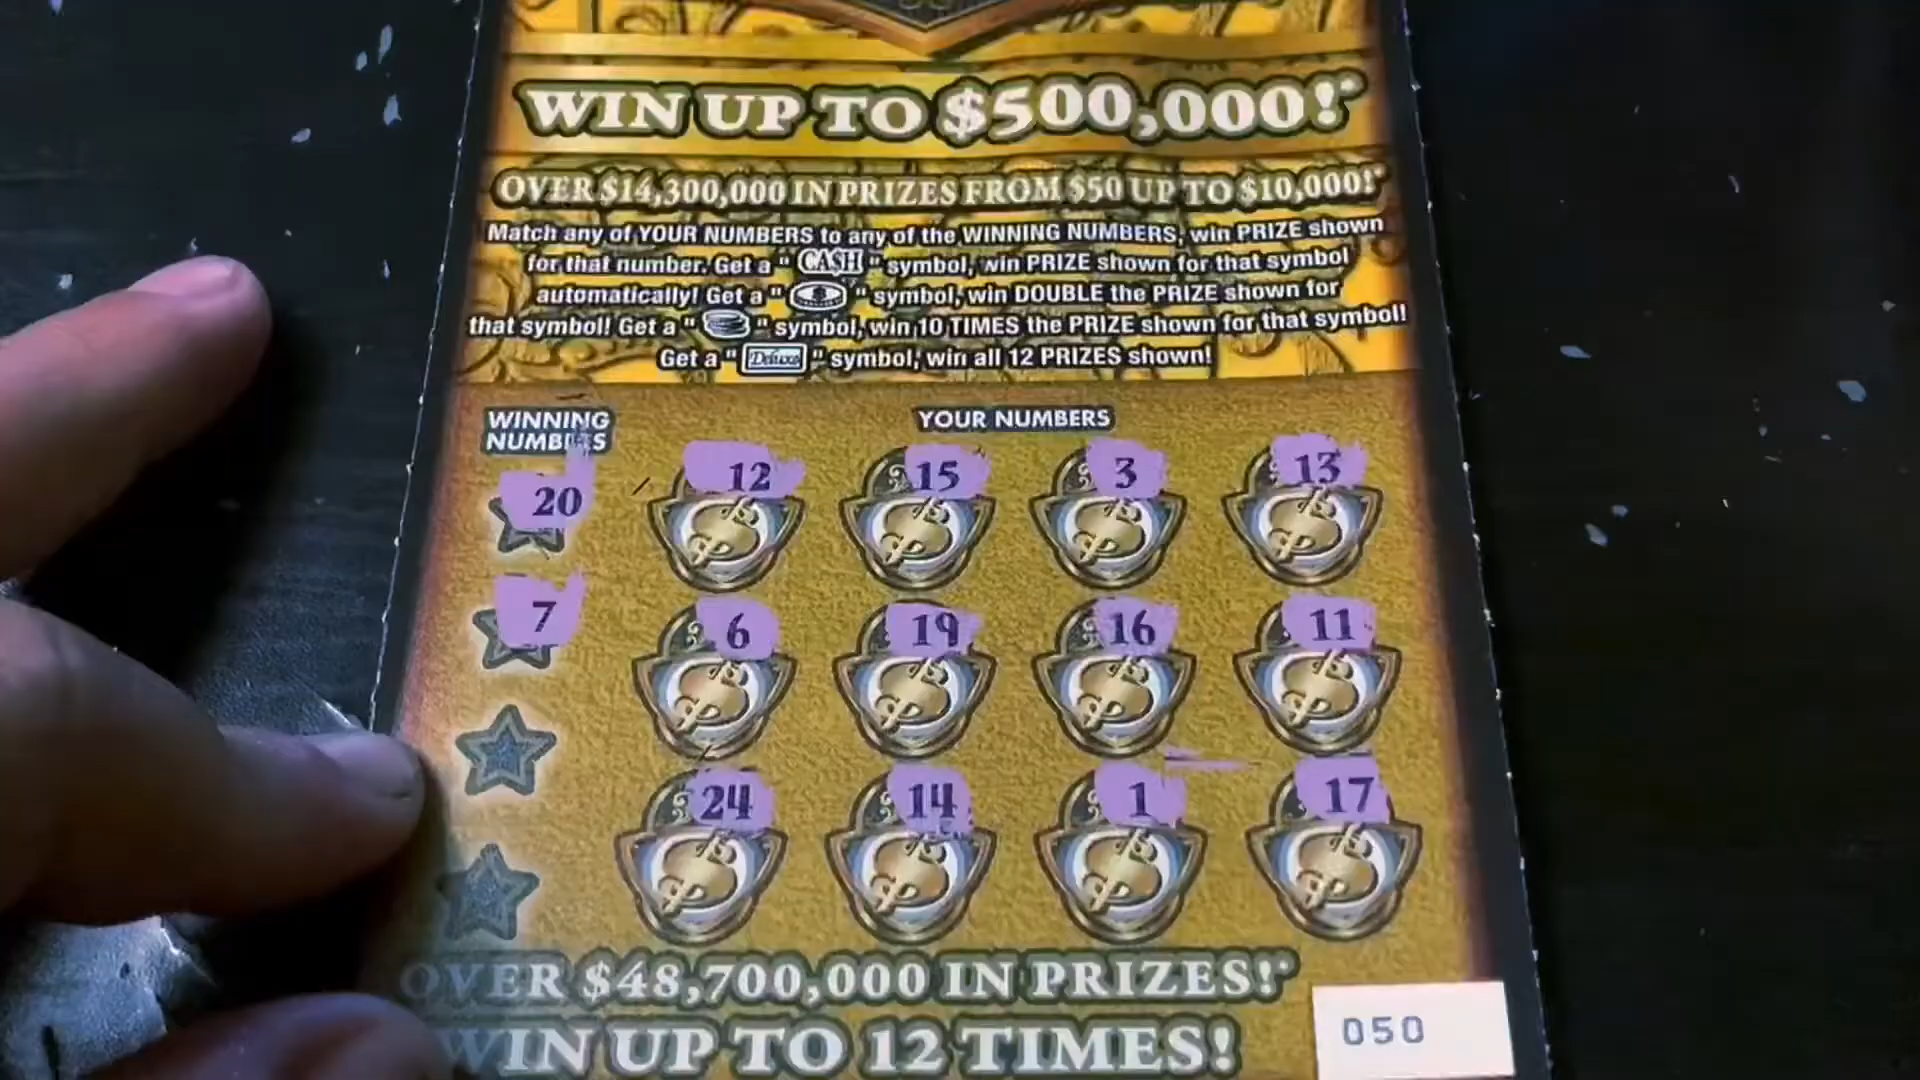 WIN UP TO $500,000!*
OVER $14,300,000 IN PRIZES FROM $50 UP TO $10,000!*
Match any of YOUR NUMBERS to any of the WINNING NUMBERS, win PRIZE shown
for that number. Get a "CA$H" symbol, win PRIZE shown for that symbol
automatically! Get a " " symbol, win DOUBLE the PRIZE shown for
that symbol! Get a " " symbol, win 10 TIMES the PRIZE shown for that symbol!
Get a "Deluxe" symbol, win all 12 PRIZES shown!
WINNING
NUMBERS
YOUR NUMBERS
20 12 15 3 13
7 6 19 16 11
24 14 1 17
OVER $48,700,000 IN PRIZES!*
WIN UP TO 12 TIMES!
050